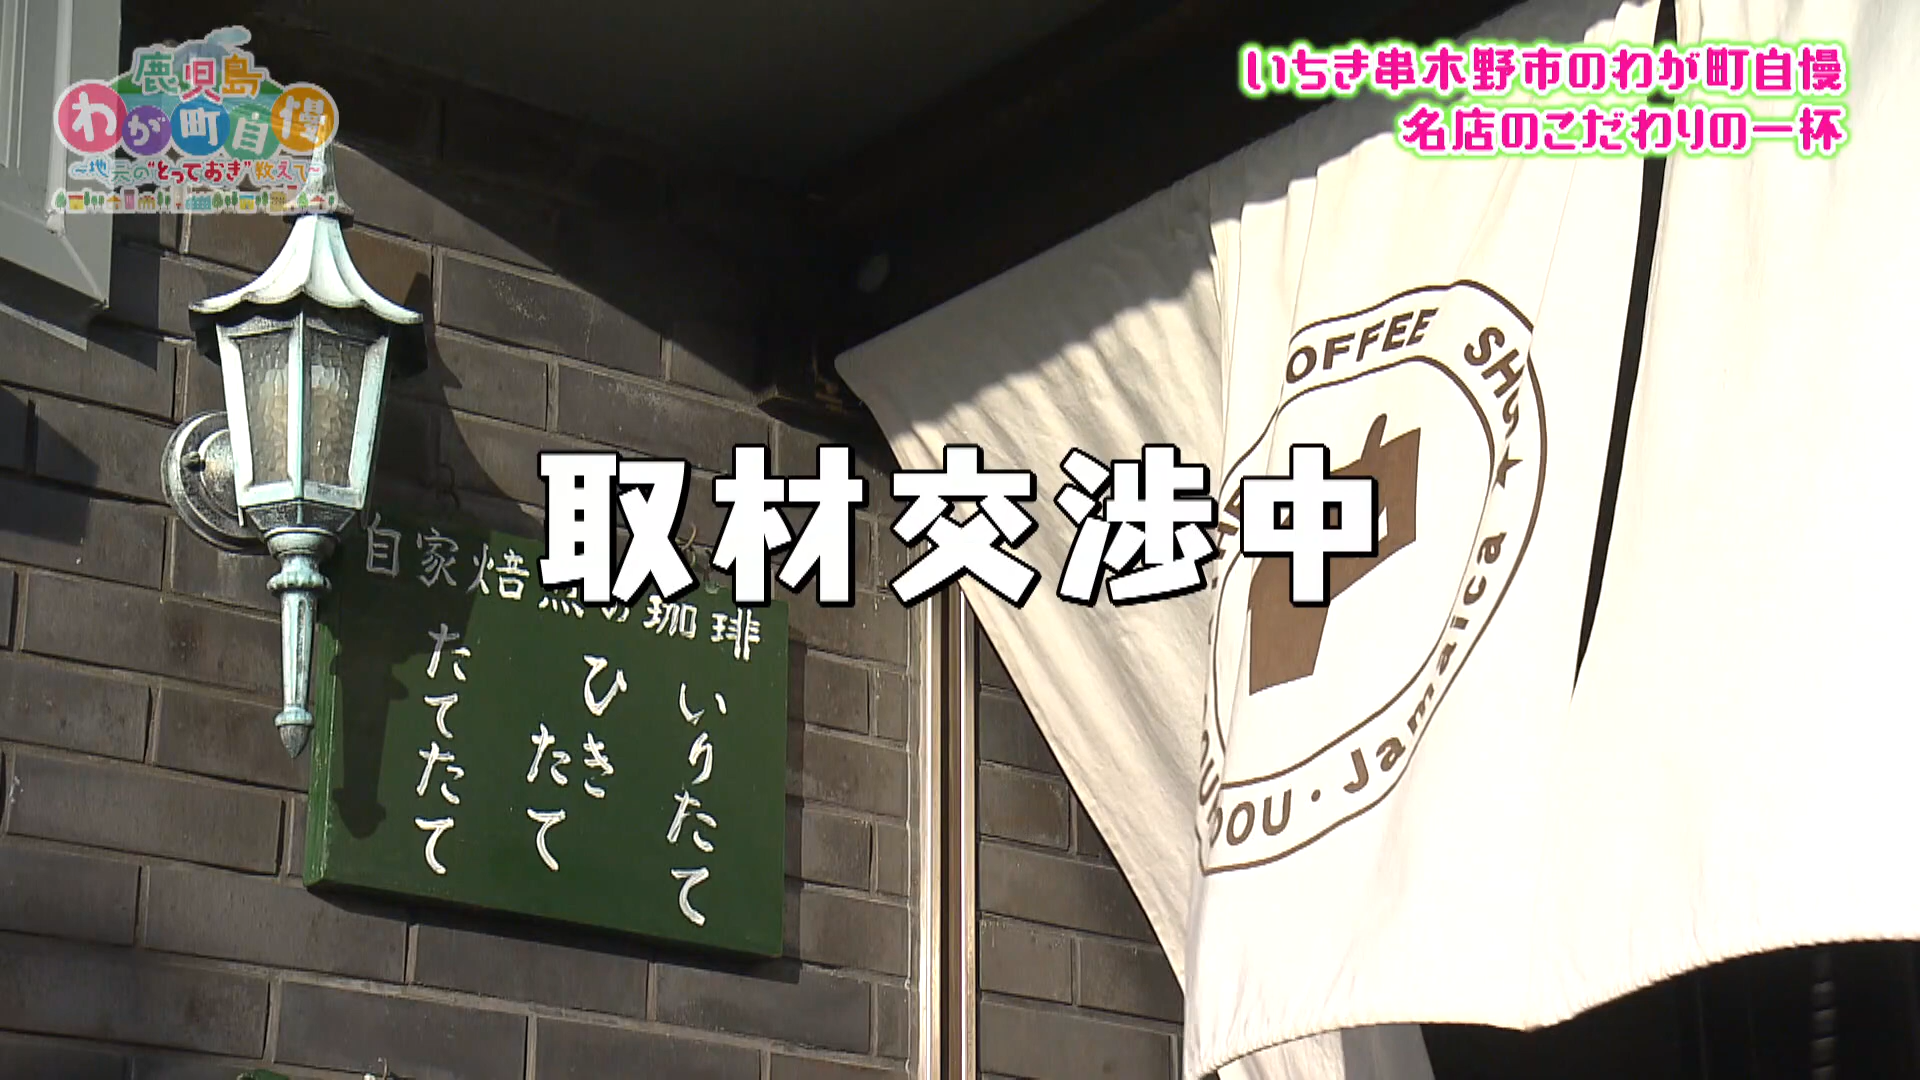 鹿児島
わが町自慢
～地元の"とっておき"教えて～
いちき串木野市のわが町自慢
名店のこだわりの一杯
取材交渉中
自家焙煎の珈琲
いりたて
ひきたて
たてたて
OFFEE SHO
★ Jamaica
DOU